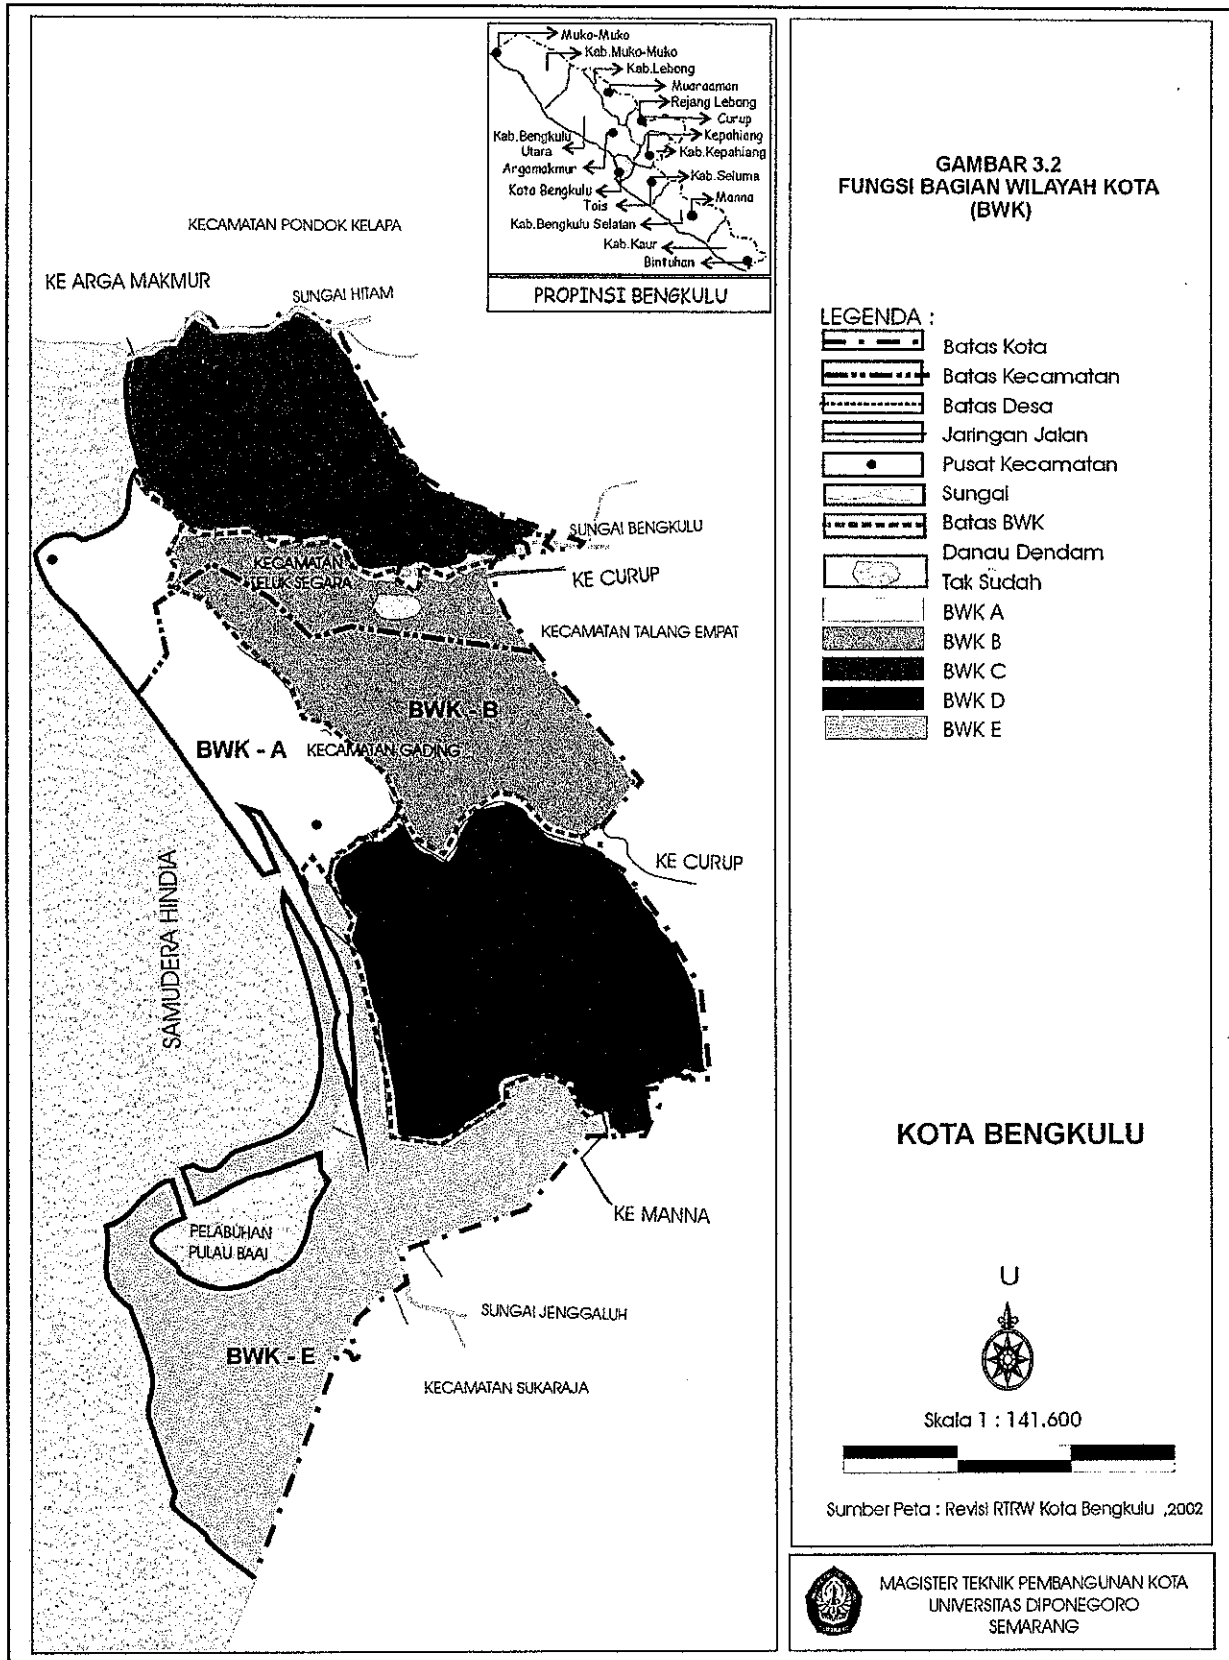 Muko-Muko
Kab.Muko-Muko
Kab.Lebong
Muaraaman
Rejang Lebong
Curup
Kepahiang
Kab.Kepahiang
Kab.Seluma
Manna
Kab.Bengkulu
Utara
Argamakmur
Kota Bengkulu
Tais
Kab.Bengkulu Selatan
Kab.Kaur
Bintuhan
PROPINSI BENGKULU
KECAMATAN PONDOK KELAPA
KE ARGA MAKMUR
SUNGAI HITAM
SUNGAI BENGKULU
KECAMATAN
TELUK SEGARA
KE CURUP
KECAMATAN TALANG EMPAT
BWK - B
BWK - A
KECAMATAN GADING
KE CURUP
SAMUDERA HINDIA
KE MANNA
PELABUHAN
PULAU BAAI
SUNGAI JENGGALUH
BWK - E
KECAMATAN SUKARAJA
GAMBAR 3.2
FUNGSI BAGIAN WILAYAH KOTA
(BWK)
LEGENDA :
Batas Kota
Batas Kecamatan
Batas Desa
Jaringan Jalan
Pusat Kecamatan
Sungai
Batas BWK
Danau Dendam
Tak Sudah
BWK A
BWK B
BWK C
BWK D
BWK E
KOTA BENGKULU
U
Skala 1 : 141.600
Sumber Peta : Revisi RTRW Kota Bengkulu ,2002
MAGISTER TEKNIK PEMBANGUNAN KOTA
UNIVERSITAS DIPONEGORO
SEMARANG